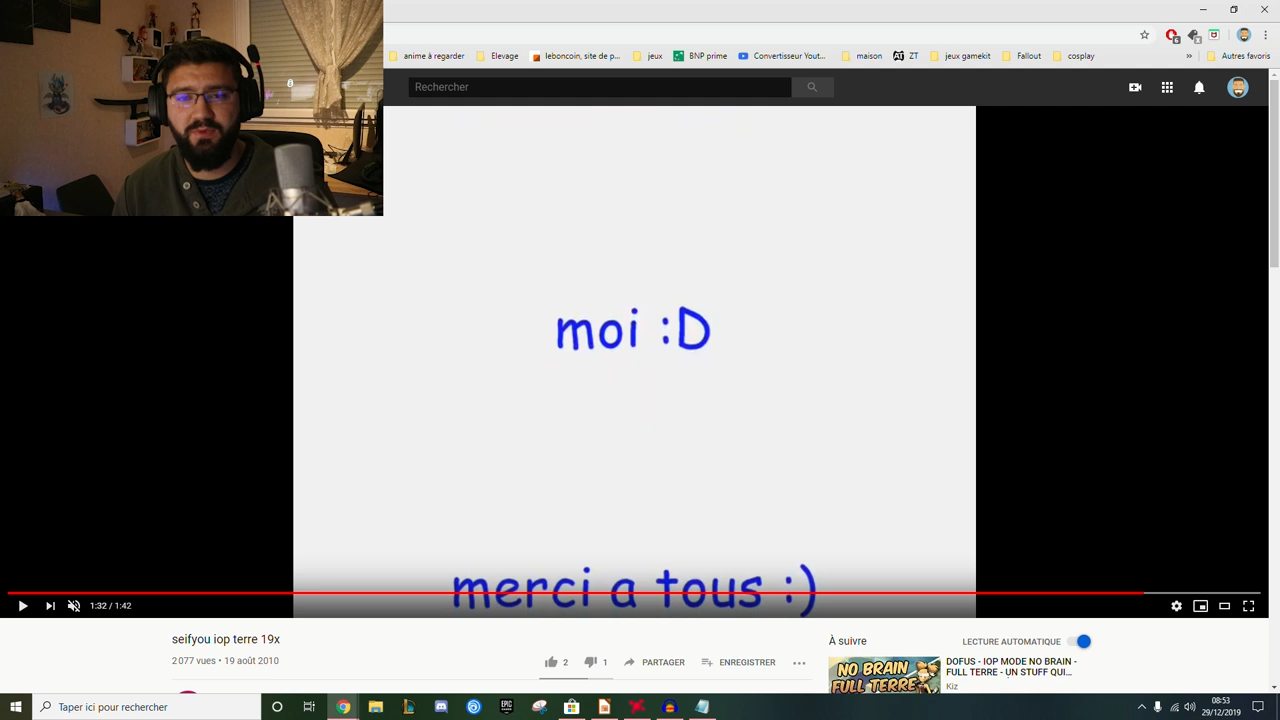 anime à regarder
Elevage
leboncoin, site de p...
jeux
BNP prime
Convertisseur Yout...
maison
ZT
jeux gamekit
Fallout
cosplay
»
Autres favoris
Rechercher
moi :D
merci a tous :)
1:32 / 1:42
seifyou iop terre 19x
2 077 vues • 19 août 2010
2
1
PARTAGER
ENREGISTRER
À suivre
LECTURE AUTOMATIQUE
NO BRAIN
FULL TERRE
DOFUS - IOP MODE NO BRAIN -
FULL TERRE - UN STUFF QUI...
Kiz
Taper ici pour rechercher
EPIC
08:53
29/12/2019